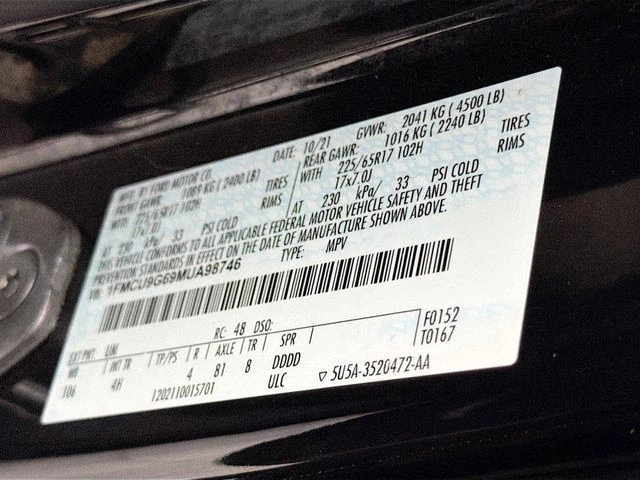 MFD. BY FORD MOTOR CO.
DATE: 10/21 GVWR: 2041 KG ( 4500 LB)
FRONT GAWR: 1089 KG ( 2400 LB) REAR GAWR: 1016 KG ( 2240 LB)
WITH 225/65R17 102H TIRES WITH 225/65R17 102H TIRES
17x7.0J RIMS 17x7.0J RIMS
AT 230 kPa/ 33 PSI COLD AT 230 kPa/ 33 PSI COLD
THIS VEHICLE CONFORMS TO ALL APPLICABLE FEDERAL MOTOR VEHICLE SAFETY AND THEFT
PREVENTION STANDARDS IN EFFECT ON THE DATE OF MANUFACTURE SHOWN ABOVE.
VIN: 1FMCU9G69MUA98746 TYPE: MPV
EXT PNT: UM RC: 48 DSO:
WB INT TR TP/PS R AXLE TR SPR F0152
106 4H 4 81 8 DDDD T0167
1202110015701 ULC ▽ 5U5A-3520472-AA